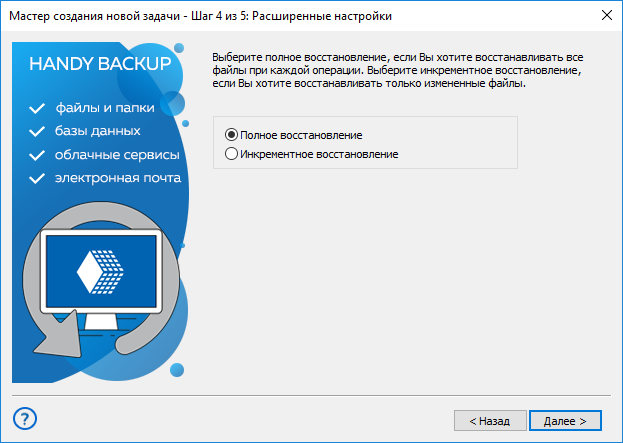 Мастер создания новой задачи - Шаг 4 из 5: Расширенные настройки
HANDY BACKUP
файлы и папки
базы данных
облачные сервисы
электронная почта
Выберите полное восстановление, если Вы хотите восстанавливать все
файлы при каждой операции. Выберите инкрементное восстановление,
если Вы хотите восстанавливать только измененные файлы.
Полное восстановление
Инкрементное восстановление
?
< Назад
Далее >